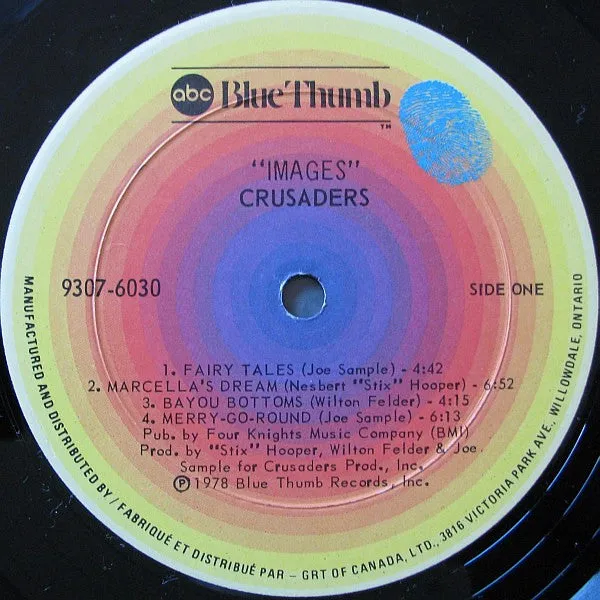 abc Blue Thumb
TM
""IMAGES"
CRUSADERS
9307-6030
SIDE ONE
1. FAIRY TALES (Joe Sample) - 4:42
2. MARCELLA'S DREAM (Nesbert ""Stix" Hooper) - 6:52
3. BAYOU BOTTOMS (Wilton Felder) - 4:15
4. MERRY-GO-ROUND (Joe Sample) - 6:13
Pub. by Four Knights Music Company (BMI)
Prod. by ""Stix" Hooper, Wilton Felder & Joe
Sample for Crusaders Prod., Inc.
Ⓟ 1978 Blue Thumb Records, Inc.
MANUFACTURED AND DISTRIBUTED BY / FABRIQUÉ ET DISTRIBUÉ PAR – GRT OF CANADA, LTD., 3816 VICTORIA PARK AVE., WILLOWDALE, ONTARIO